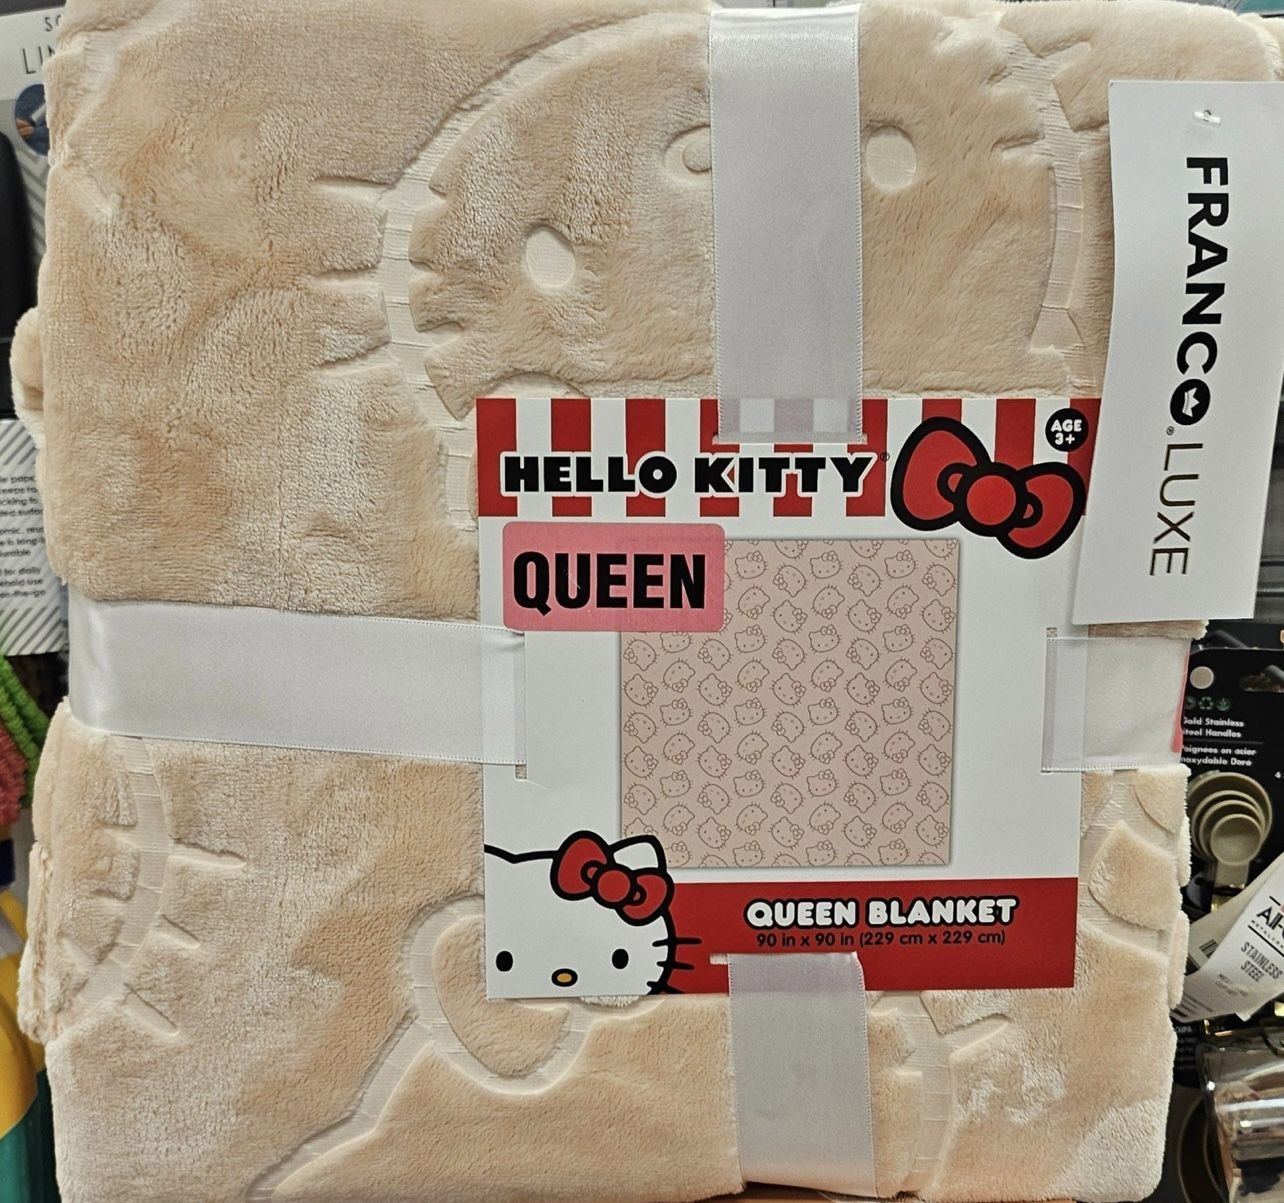 HELLO KITTY®
AGE
3+
QUEEN
QUEEN BLANKET
90 in x 90 in (229 cm x 229 cm)
FRANCO® LUXE
Gold Stainless
Steel Handles
Poignées en acier
inoxydable Doré
STAINLESS
STEEL
CUPS